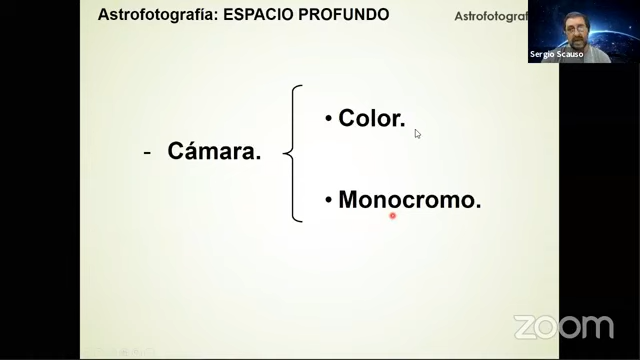 Astrofotografía: ESPACIO PROFUNDO
Astrofotograf
Sergio Scauso
• Color.
- Cámara.
• Monocromo.
zoom